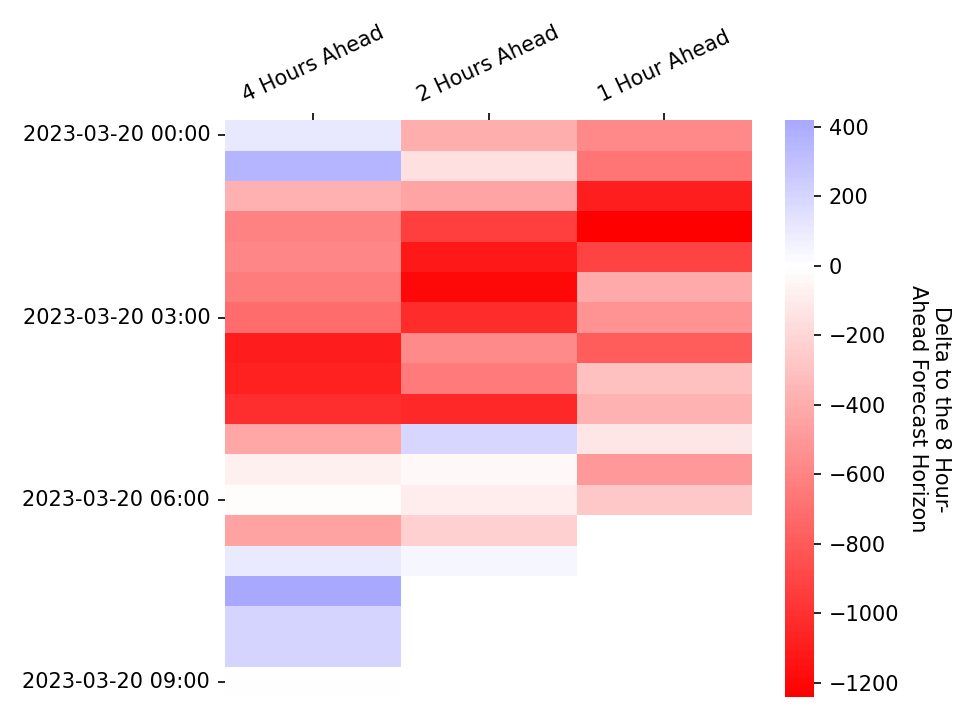 4 Hours Ahead
2 Hours Ahead
1 Hour Ahead
2023-03-20 00:00
2023-03-20 03:00
2023-03-20 06:00
2023-03-20 09:00
400
200
0
−200
−400
−600
−800
−1000
−1200
Delta to the 8 Hour-
Ahead Forecast Horizon